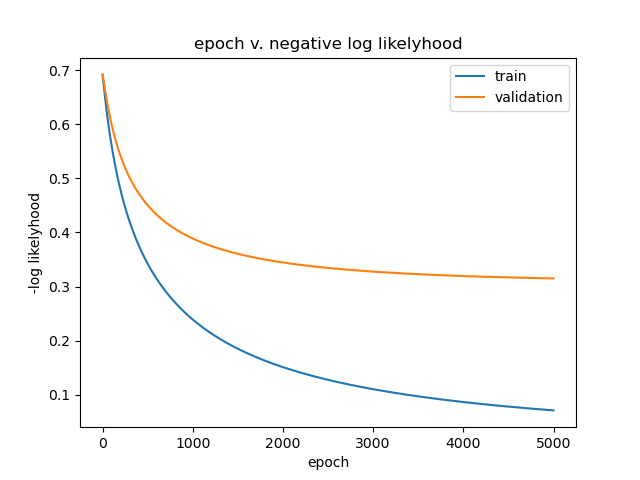 epoch v. negative log likelyhood
train
validation
-log likelyhood
0.7
0.6
0.5
0.4
0.3
0.2
0.1
0 1000 2000 3000 4000 5000
epoch